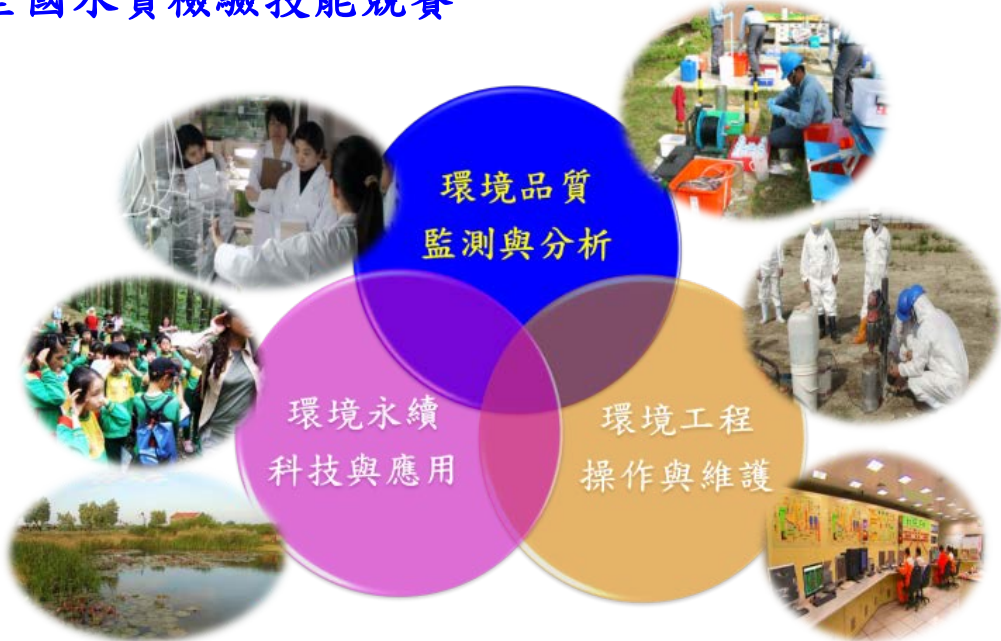 全國水質檢驗技能競賽
環境品質
監測與分析
環境永續
科技與應用
環境工程
操作與維護